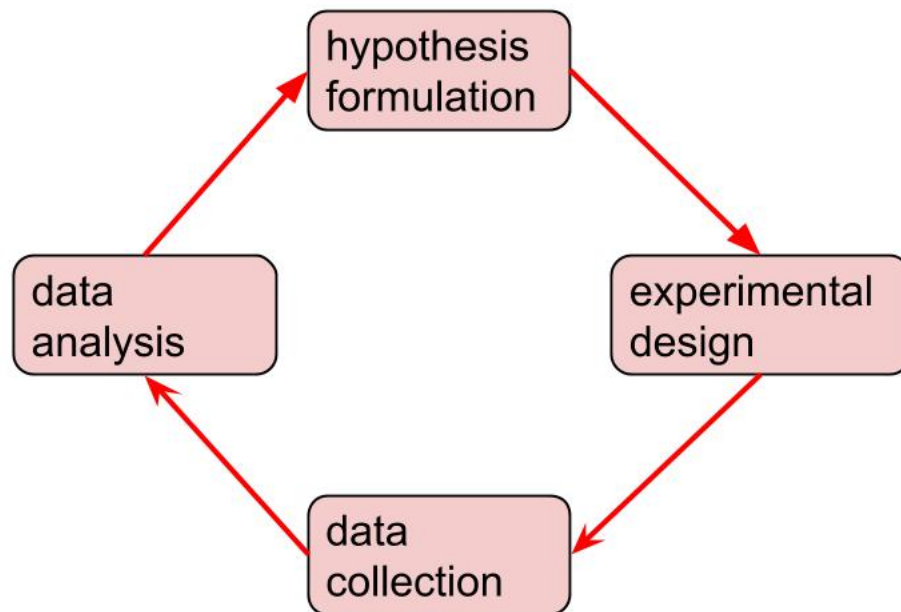 hypothesis
formulation
experimental
design
data
collection
data
analysis